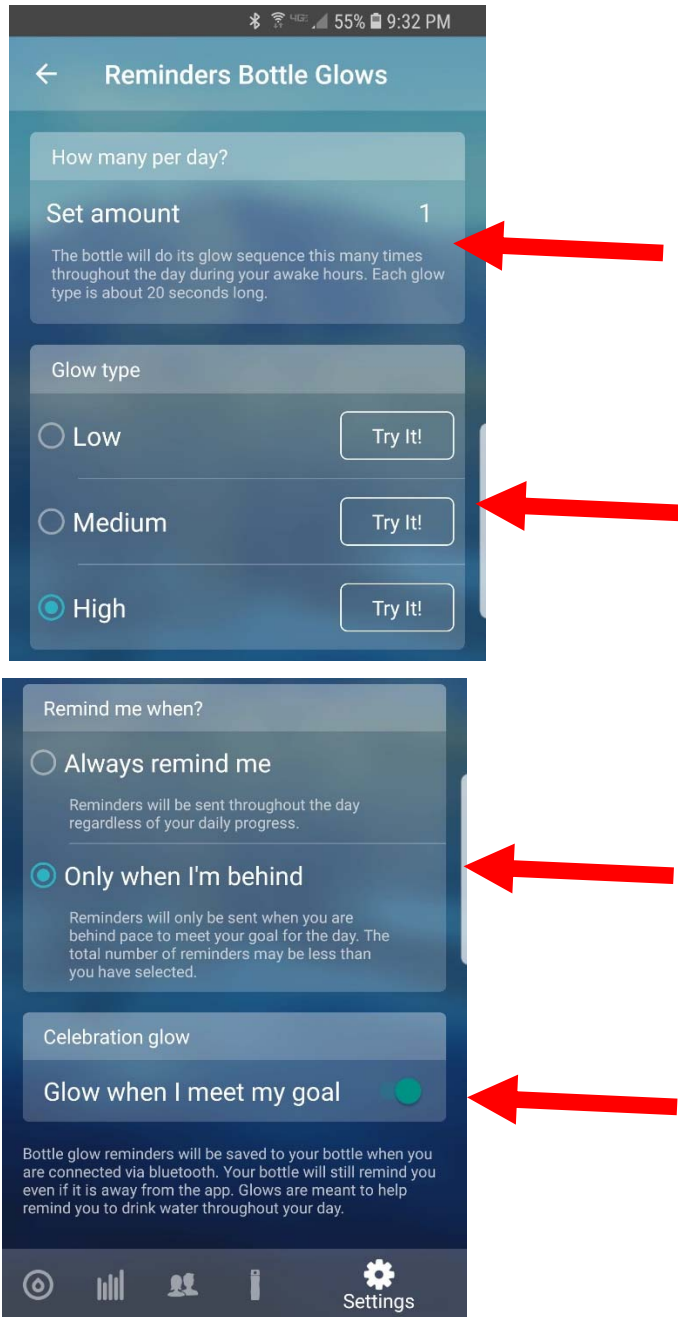 4GE 55% 9:32 PM
Reminders Bottle Glows
How many per day?
Set amount 1
The bottle will do its glow sequence this many times
throughout the day during your awake hours. Each glow
type is about 20 seconds long.
Glow type
Low Try It!
Medium Try It!
High Try It!
Remind me when?
Always remind me
Reminders will be sent throughout the day
regardless of your daily progress.
Only when I'm behind
Reminders will only be sent when you are
behind pace to meet your goal for the day. The
total number of reminders may be less than
you have selected.
Celebration glow
Glow when I meet my goal
Bottle glow reminders will be saved to your bottle when you
are connected via bluetooth. Your bottle will still remind you
even if it is away from the app. Glows are meant to help
remind you to drink water throughout your day.
Settings